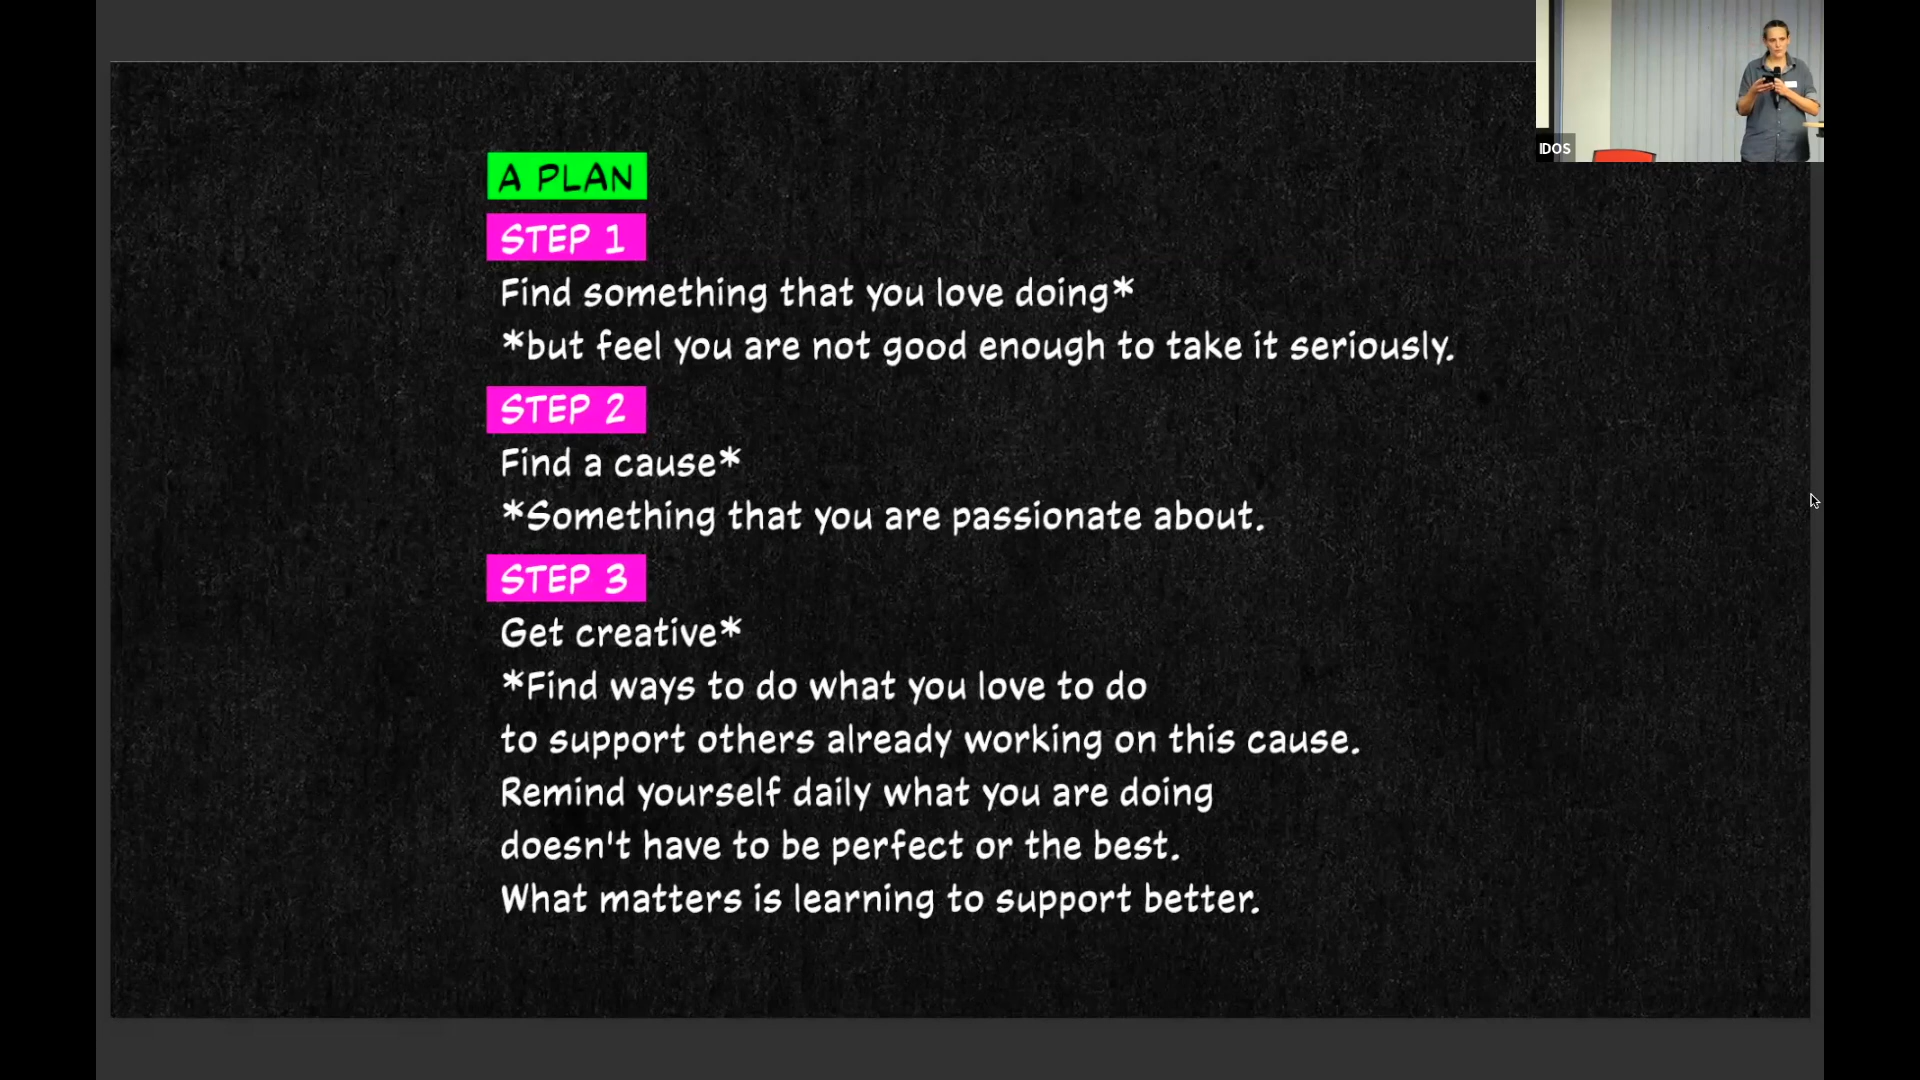 A PLAN
STEP 1
Find something that you love doing*
*but feel you are not good enough to take it seriously.
STEP 2
Find a cause*
*Something that you are passionate about.
STEP 3
Get creative*
*Find ways to do what you love to do
to support others already working on this cause.
Remind yourself daily what you are doing
doesn't have to be perfect or the best.
What matters is learning to support better.
IDOS